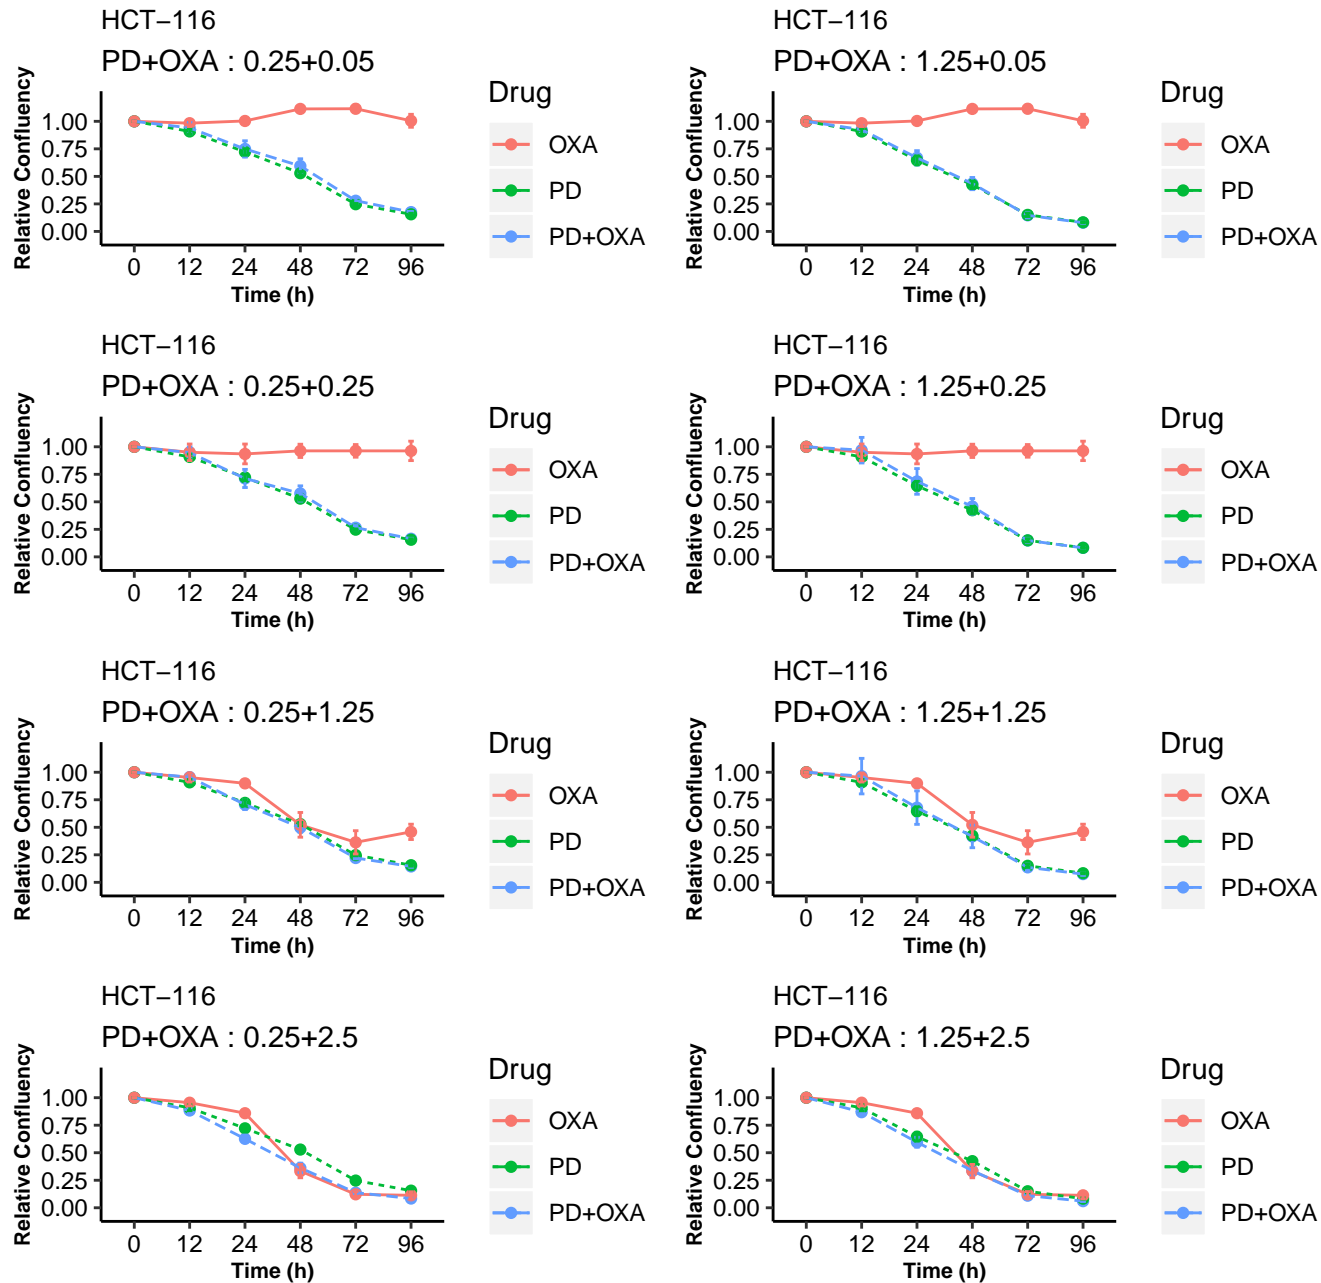 HCT−116
PD+OXA : 0.25+0.05
Relative Confluency
1.00
0.75
0.50
0.25
0.00
0 12 24 48 72 96
Time (h)
Drug
OXA
PD
PD+OXA
HCT−116
PD+OXA : 1.25+0.05
Relative Confluency
1.00
0.75
0.50
0.25
0.00
0 12 24 48 72 96
Time (h)
Drug
OXA
PD
PD+OXA
HCT−116
PD+OXA : 0.25+0.25
Relative Confluency
1.00
0.75
0.50
0.25
0.00
0 12 24 48 72 96
Time (h)
Drug
OXA
PD
PD+OXA
HCT−116
PD+OXA : 1.25+0.25
Relative Confluency
1.00
0.75
0.50
0.25
0.00
0 12 24 48 72 96
Time (h)
Drug
OXA
PD
PD+OXA
HCT−116
PD+OXA : 0.25+1.25
Relative Confluency
1.00
0.75
0.50
0.25
0.00
0 12 24 48 72 96
Time (h)
Drug
OXA
PD
PD+OXA
HCT−116
PD+OXA : 1.25+1.25
Relative Confluency
1.00
0.75
0.50
0.25
0.00
0 12 24 48 72 96
Time (h)
Drug
OXA
PD
PD+OXA
HCT−116
PD+OXA : 0.25+2.5
Relative Confluency
1.00
0.75
0.50
0.25
0.00
0 12 24 48 72 96
Time (h)
Drug
OXA
PD
PD+OXA
HCT−116
PD+OXA : 1.25+2.5
Relative Confluency
1.00
0.75
0.50
0.25
0.00
0 12 24 48 72 96
Time (h)
Drug
OXA
PD
PD+OXA